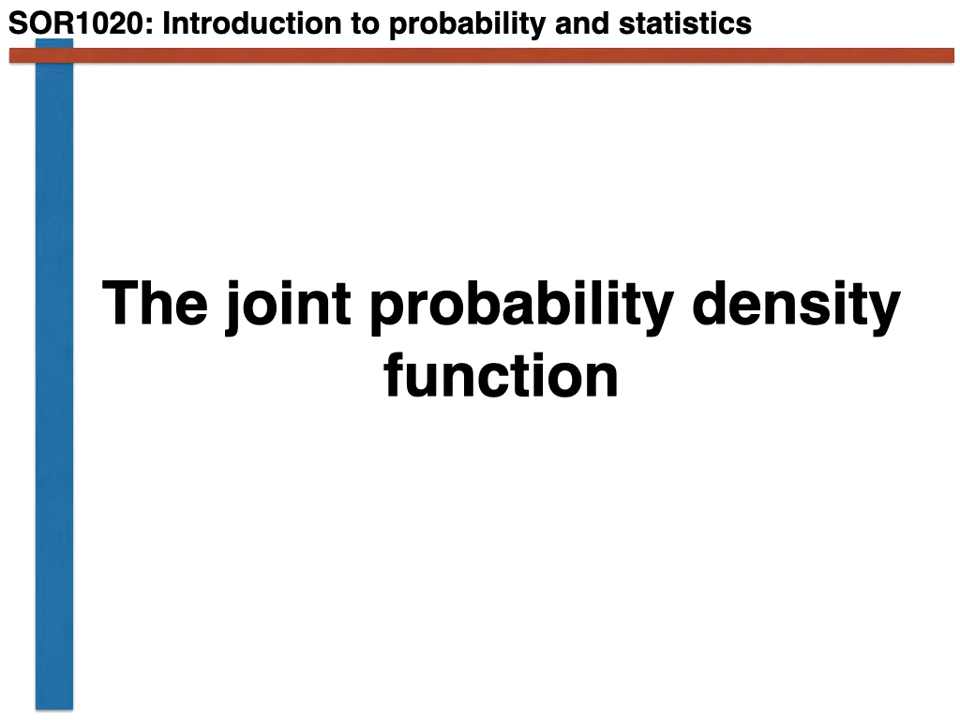 SOR1020: Introduction to probability and statistics
The joint probability density
function